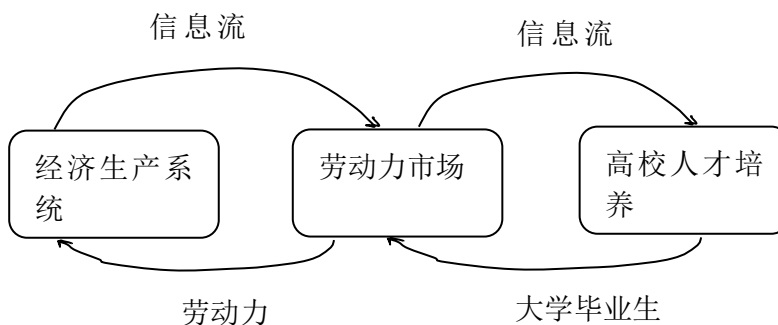 信息流
信息流
经济生产系
统
劳动力市场
高校人才培
养
劳动力
大学毕业生